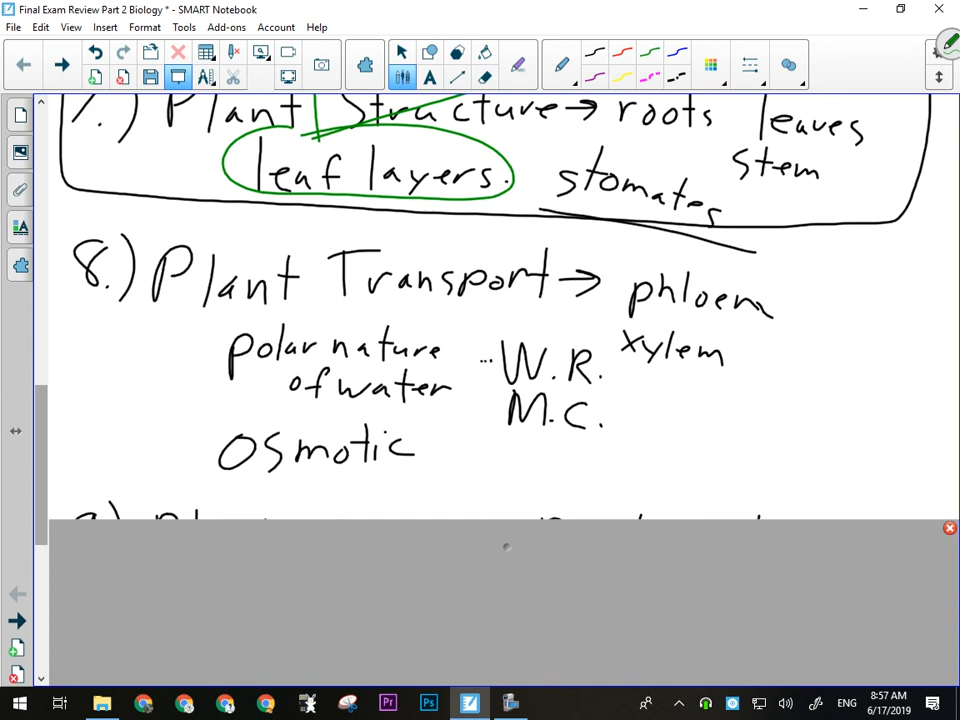 Final Exam Review Part 2 Biology * - SMART Notebook
File Edit View Insert Format Tools Add-ons Account Help
7.) Plant Structure → roots leaves
leaf layers. stomates stem
8.) Plant Transport → phloem
polar nature W.R. xylem
of water M.C.
Osmotic
ENG
8:57 AM
6/17/2019